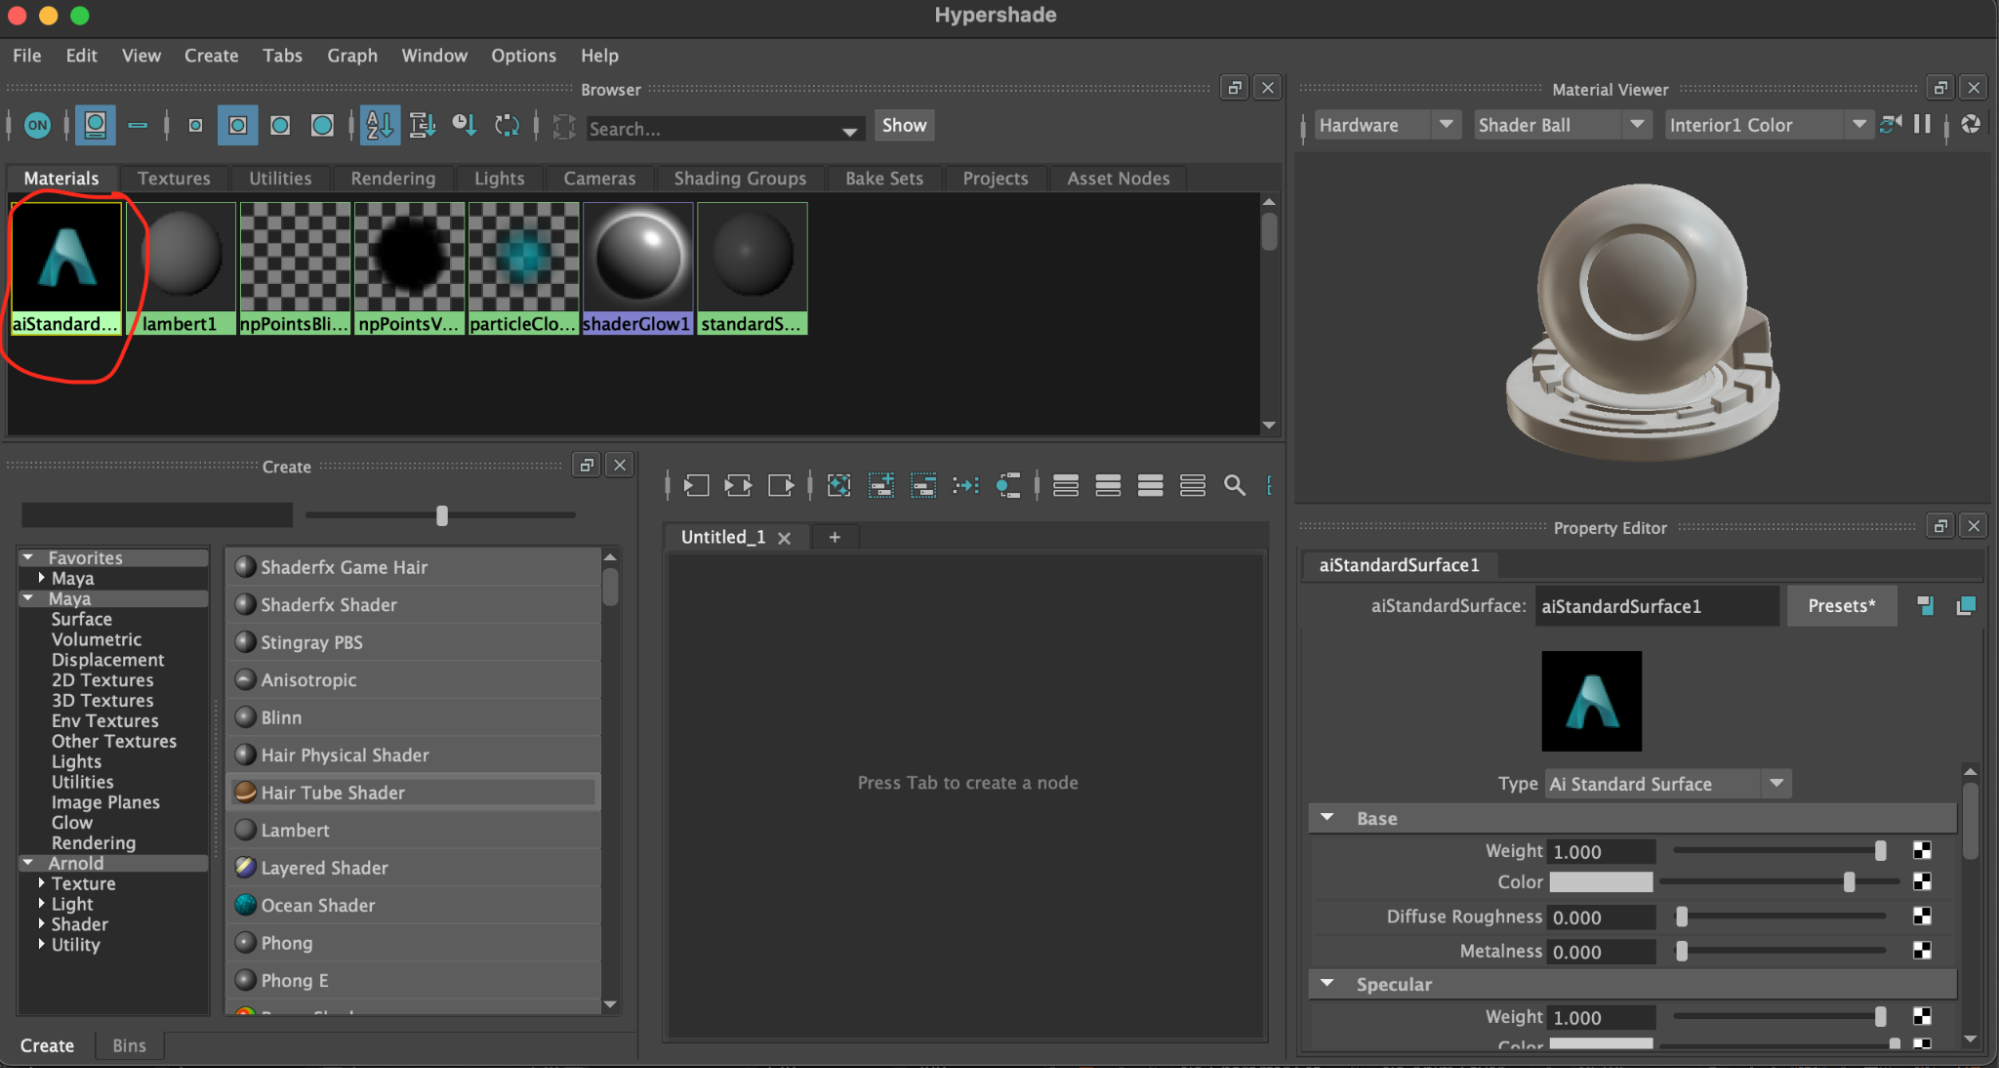 Hypershade
File Edit View Create Tabs Graph Window Options Help
Browser
ON
A Z
Search...
Show
Materials Textures Utilities Rendering Lights Cameras Shading Groups Bake Sets Projects Asset Nodes
aiStandard... lambert1 npPointsBli... npPointsV... particleClo... shaderGlow1 standardS...
Material Viewer
Hardware Shader Ball Interior1 Color
Create
Favorites
Maya
Maya
Surface
Volumetric
Displacement
2D Textures
3D Textures
Env Textures
Other Textures
Lights
Utilities
Image Planes
Glow
Rendering
Arnold
Texture
Light
Shader
Utility
Shaderfx Game Hair
Shaderfx Shader
Stingray PBS
Anisotropic
Blinn
Hair Physical Shader
Hair Tube Shader
Lambert
Layered Shader
Ocean Shader
Phong
Phong E
Create Bins
Untitled_1 +
Press Tab to create a node
Property Editor
aiStandardSurface1
aiStandardSurface: aiStandardSurface1 Presets*
Type Ai Standard Surface
Base
Weight 1.000
Color
Diffuse Roughness 0.000
Metalness 0.000
Specular
Weight 1.000
Color